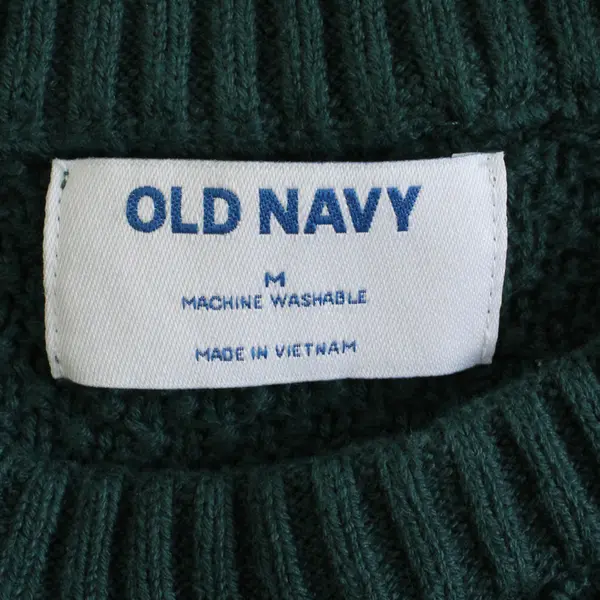 OLD NAVY
M
MACHINE WASHABLE
MADE IN VIETNAM